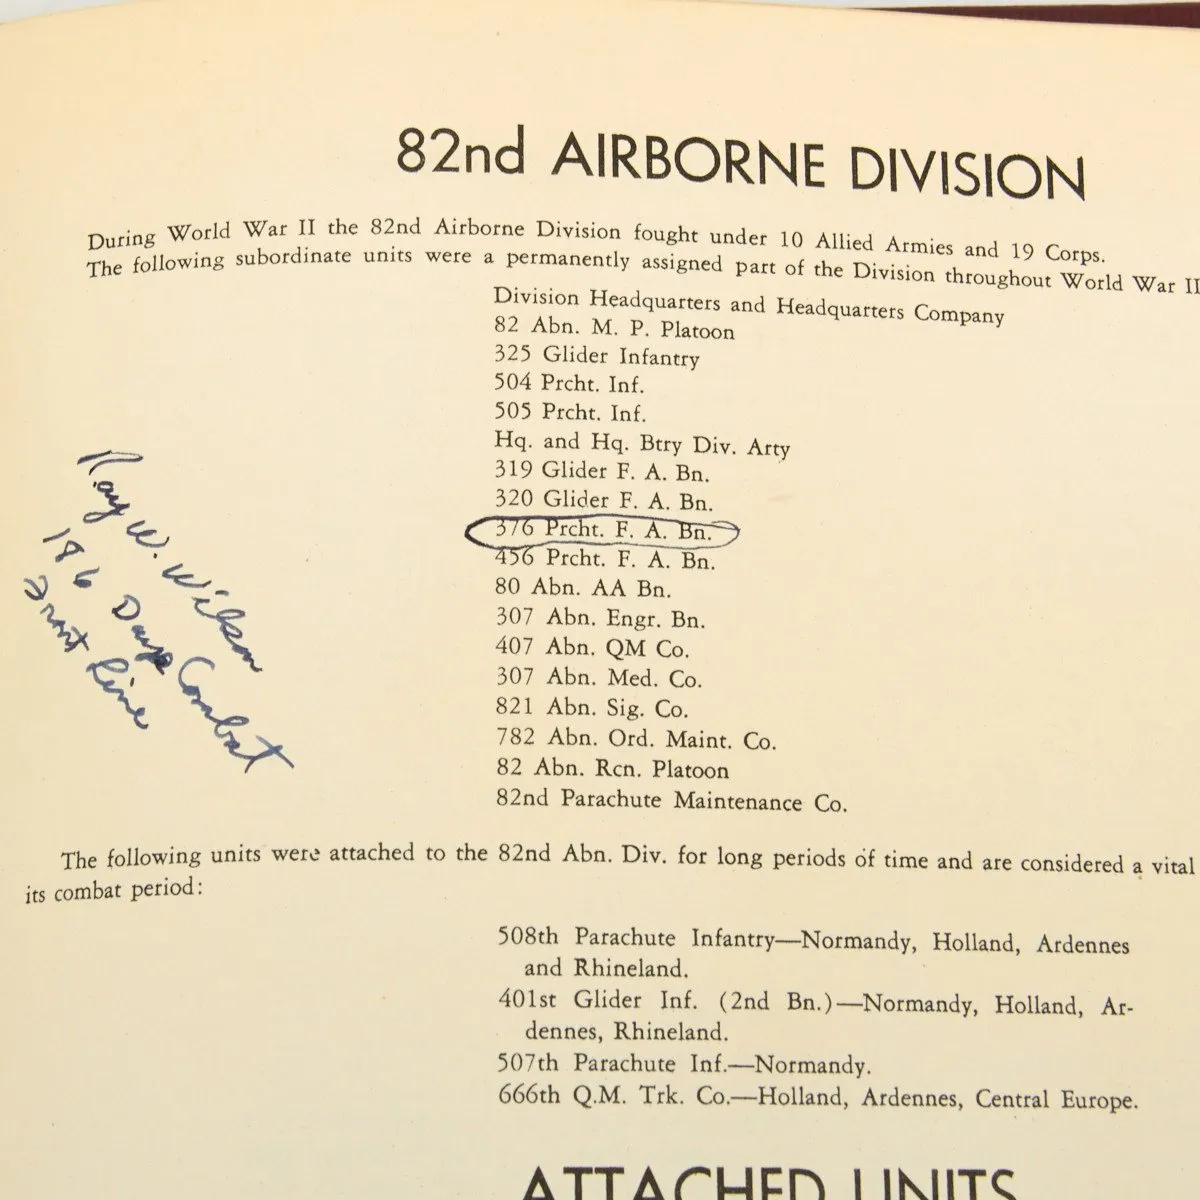 82nd AIRBORNE DIVISION
During World War II the 82nd Airborne Division fought under 10 Allied Armies and 19 Corps.
The following subordinate units were a permanently assigned part of the Division throughout World War II
Division Headquarters and Headquarters Company
82 Abn. M. P. Platoon
325 Glider Infantry
504 Prcht. Inf.
505 Prcht. Inf.
Hq. and Hq. Btry Div. Arty
319 Glider F. A. Bn.
320 Glider F. A. Bn.
376 Prcht. F. A. Bn.
456 Prcht. F. A. Bn.
80 Abn. AA Bn.
307 Abn. Engr. Bn.
407 Abn. QM Co.
307 Abn. Med. Co.
821 Abn. Sig. Co.
782 Abn. Ord. Maint. Co.
82 Abn. Rcn. Platoon
82nd Parachute Maintenance Co.
Ray W. Wilson
186 Days Combat
Front Line
The following units were attached to the 82nd Abn. Div. for long periods of time and are considered a vital
its combat period:
508th Parachute Infantry—Normandy, Holland, Ardennes
and Rhineland.
401st Glider Inf. (2nd Bn.)—Normandy, Holland, Ar-
dennes, Rhineland.
507th Parachute Inf.—Normandy.
666th Q.M. Trk. Co.—Holland, Ardennes, Central Europe.
ATTACHED UNITS